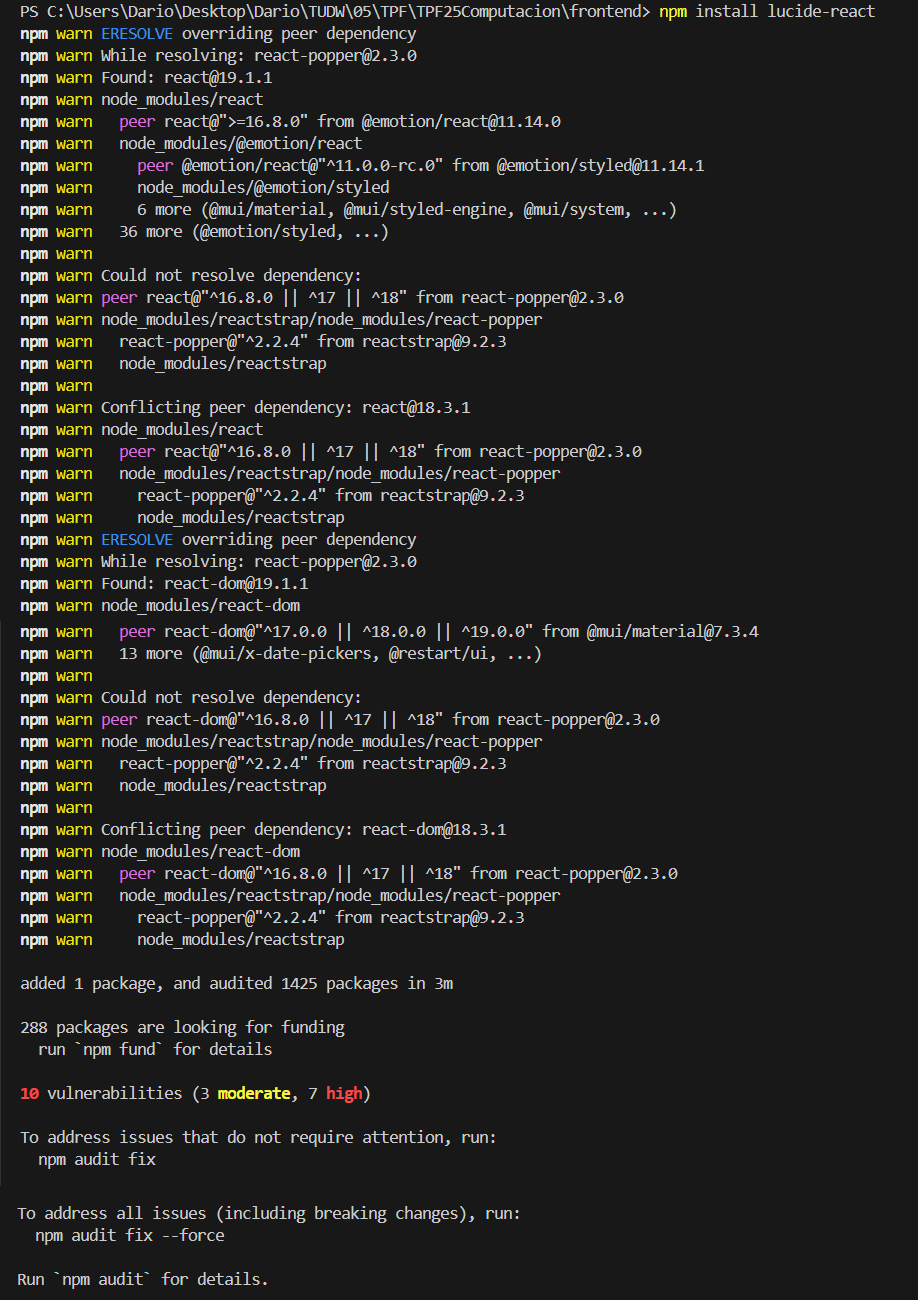 PS C:\Users\Dario\Desktop\Dario\TUDW\05\TPF\TPF25Computacion\frontend> npm install lucide-react
npm warn ERESOLVE overriding peer dependency
npm warn While resolving: react-popper@2.3.0
npm warn Found: react@19.1.1
npm warn node_modules/react
npm warn   peer react@">=16.8.0" from @emotion/react@11.14.0
npm warn   node_modules/@emotion/react
npm warn     peer @emotion/react@"^11.0.0-rc.0" from @emotion/styled@11.14.1
npm warn     node_modules/@emotion/styled
npm warn     6 more (@mui/material, @mui/styled-engine, @mui/system, ...)
npm warn   36 more (@emotion/styled, ...)
npm warn
npm warn Could not resolve dependency:
npm warn peer react@"^16.8.0 || ^17 || ^18" from react-popper@2.3.0
npm warn node_modules/reactstrap/node_modules/react-popper
npm warn   react-popper@"^2.2.4" from reactstrap@9.2.3
npm warn   node_modules/reactstrap
npm warn
npm warn Conflicting peer dependency: react@18.3.1
npm warn node_modules/react
npm warn   peer react@"^16.8.0 || ^17 || ^18" from react-popper@2.3.0
npm warn   node_modules/reactstrap/node_modules/react-popper
npm warn     react-popper@"^2.2.4" from reactstrap@9.2.3
npm warn     node_modules/reactstrap
npm warn ERESOLVE overriding peer dependency
npm warn While resolving: react-popper@2.3.0
npm warn Found: react-dom@19.1.1
npm warn node_modules/react-dom
npm warn   peer react-dom@"^17.0.0 || ^18.0.0 || ^19.0.0" from @mui/material@7.3.4
npm warn   13 more (@mui/x-date-pickers, @restart/ui, ...)
npm warn
npm warn Could not resolve dependency:
npm warn peer react-dom@"^16.8.0 || ^17 || ^18" from react-popper@2.3.0
npm warn node_modules/reactstrap/node_modules/react-popper
npm warn   react-popper@"^2.2.4" from reactstrap@9.2.3
npm warn   node_modules/reactstrap
npm warn
npm warn Conflicting peer dependency: react-dom@18.3.1
npm warn node_modules/react-dom
npm warn   peer react-dom@"^16.8.0 || ^17 || ^18" from react-popper@2.3.0
npm warn   node_modules/reactstrap/node_modules/react-popper
npm warn     react-popper@"^2.2.4" from reactstrap@9.2.3
npm warn     node_modules/reactstrap
added 1 package, and audited 1425 packages in 3m
288 packages are looking for funding
  run `npm fund` for details
10 vulnerabilities (3 moderate, 7 high)
To address issues that do not require attention, run:
  npm audit fix
To address all issues (including breaking changes), run:
  npm audit fix --force
Run `npm audit` for details.